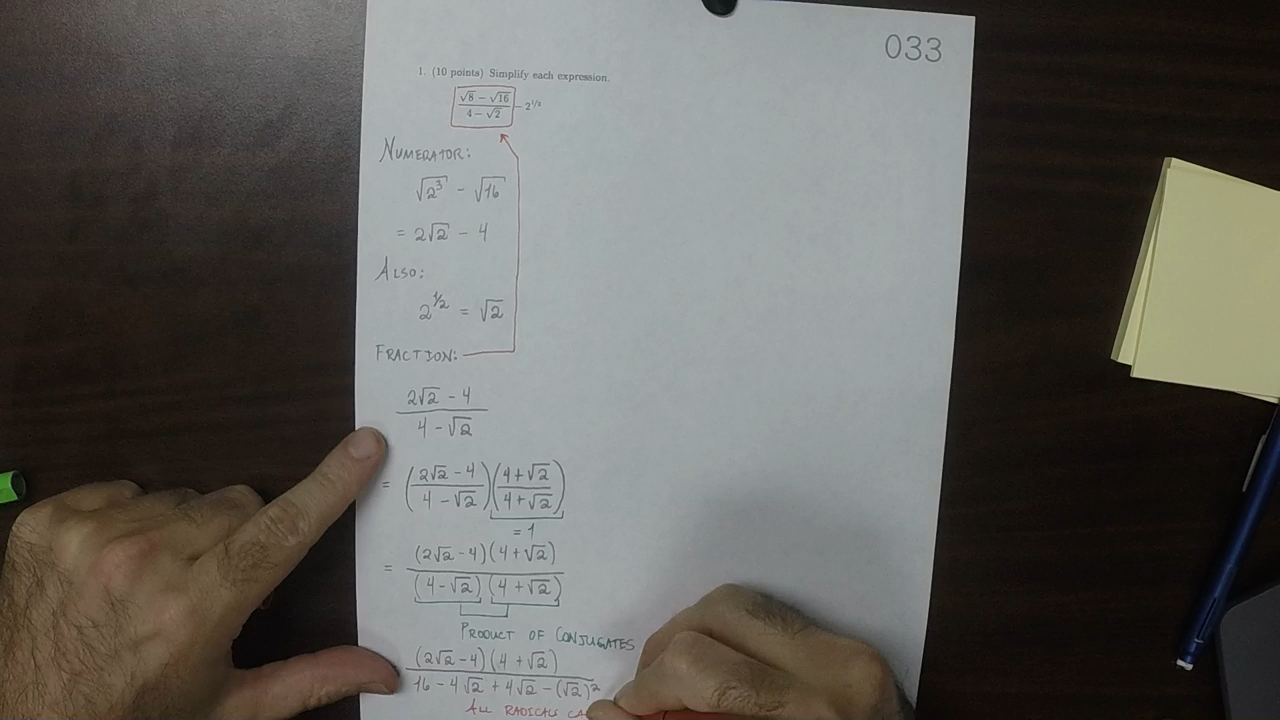 033
1. (10 points) Simplify each expression.
(√8 − √16)/(4 − √2) − 2^{1/2}
NUMERATOR:
√2³ − √16
= 2√2 − 4
ALSO:
2^{1/2} = √2
FRACTION:
(2√2 − 4)/(4 − √2)
= ((2√2 − 4)/(4 − √2))((4 + √2)/(4 + √2))
= 1
= (2√2 − 4)(4 + √2)/((4 − √2)(4 + √2))
PRODUCT OF CONJUGATES
(2√2 − 4)(4 + √2)/(16 − 4√2 + 4√2 − (√2)²)
ALL RADICALS